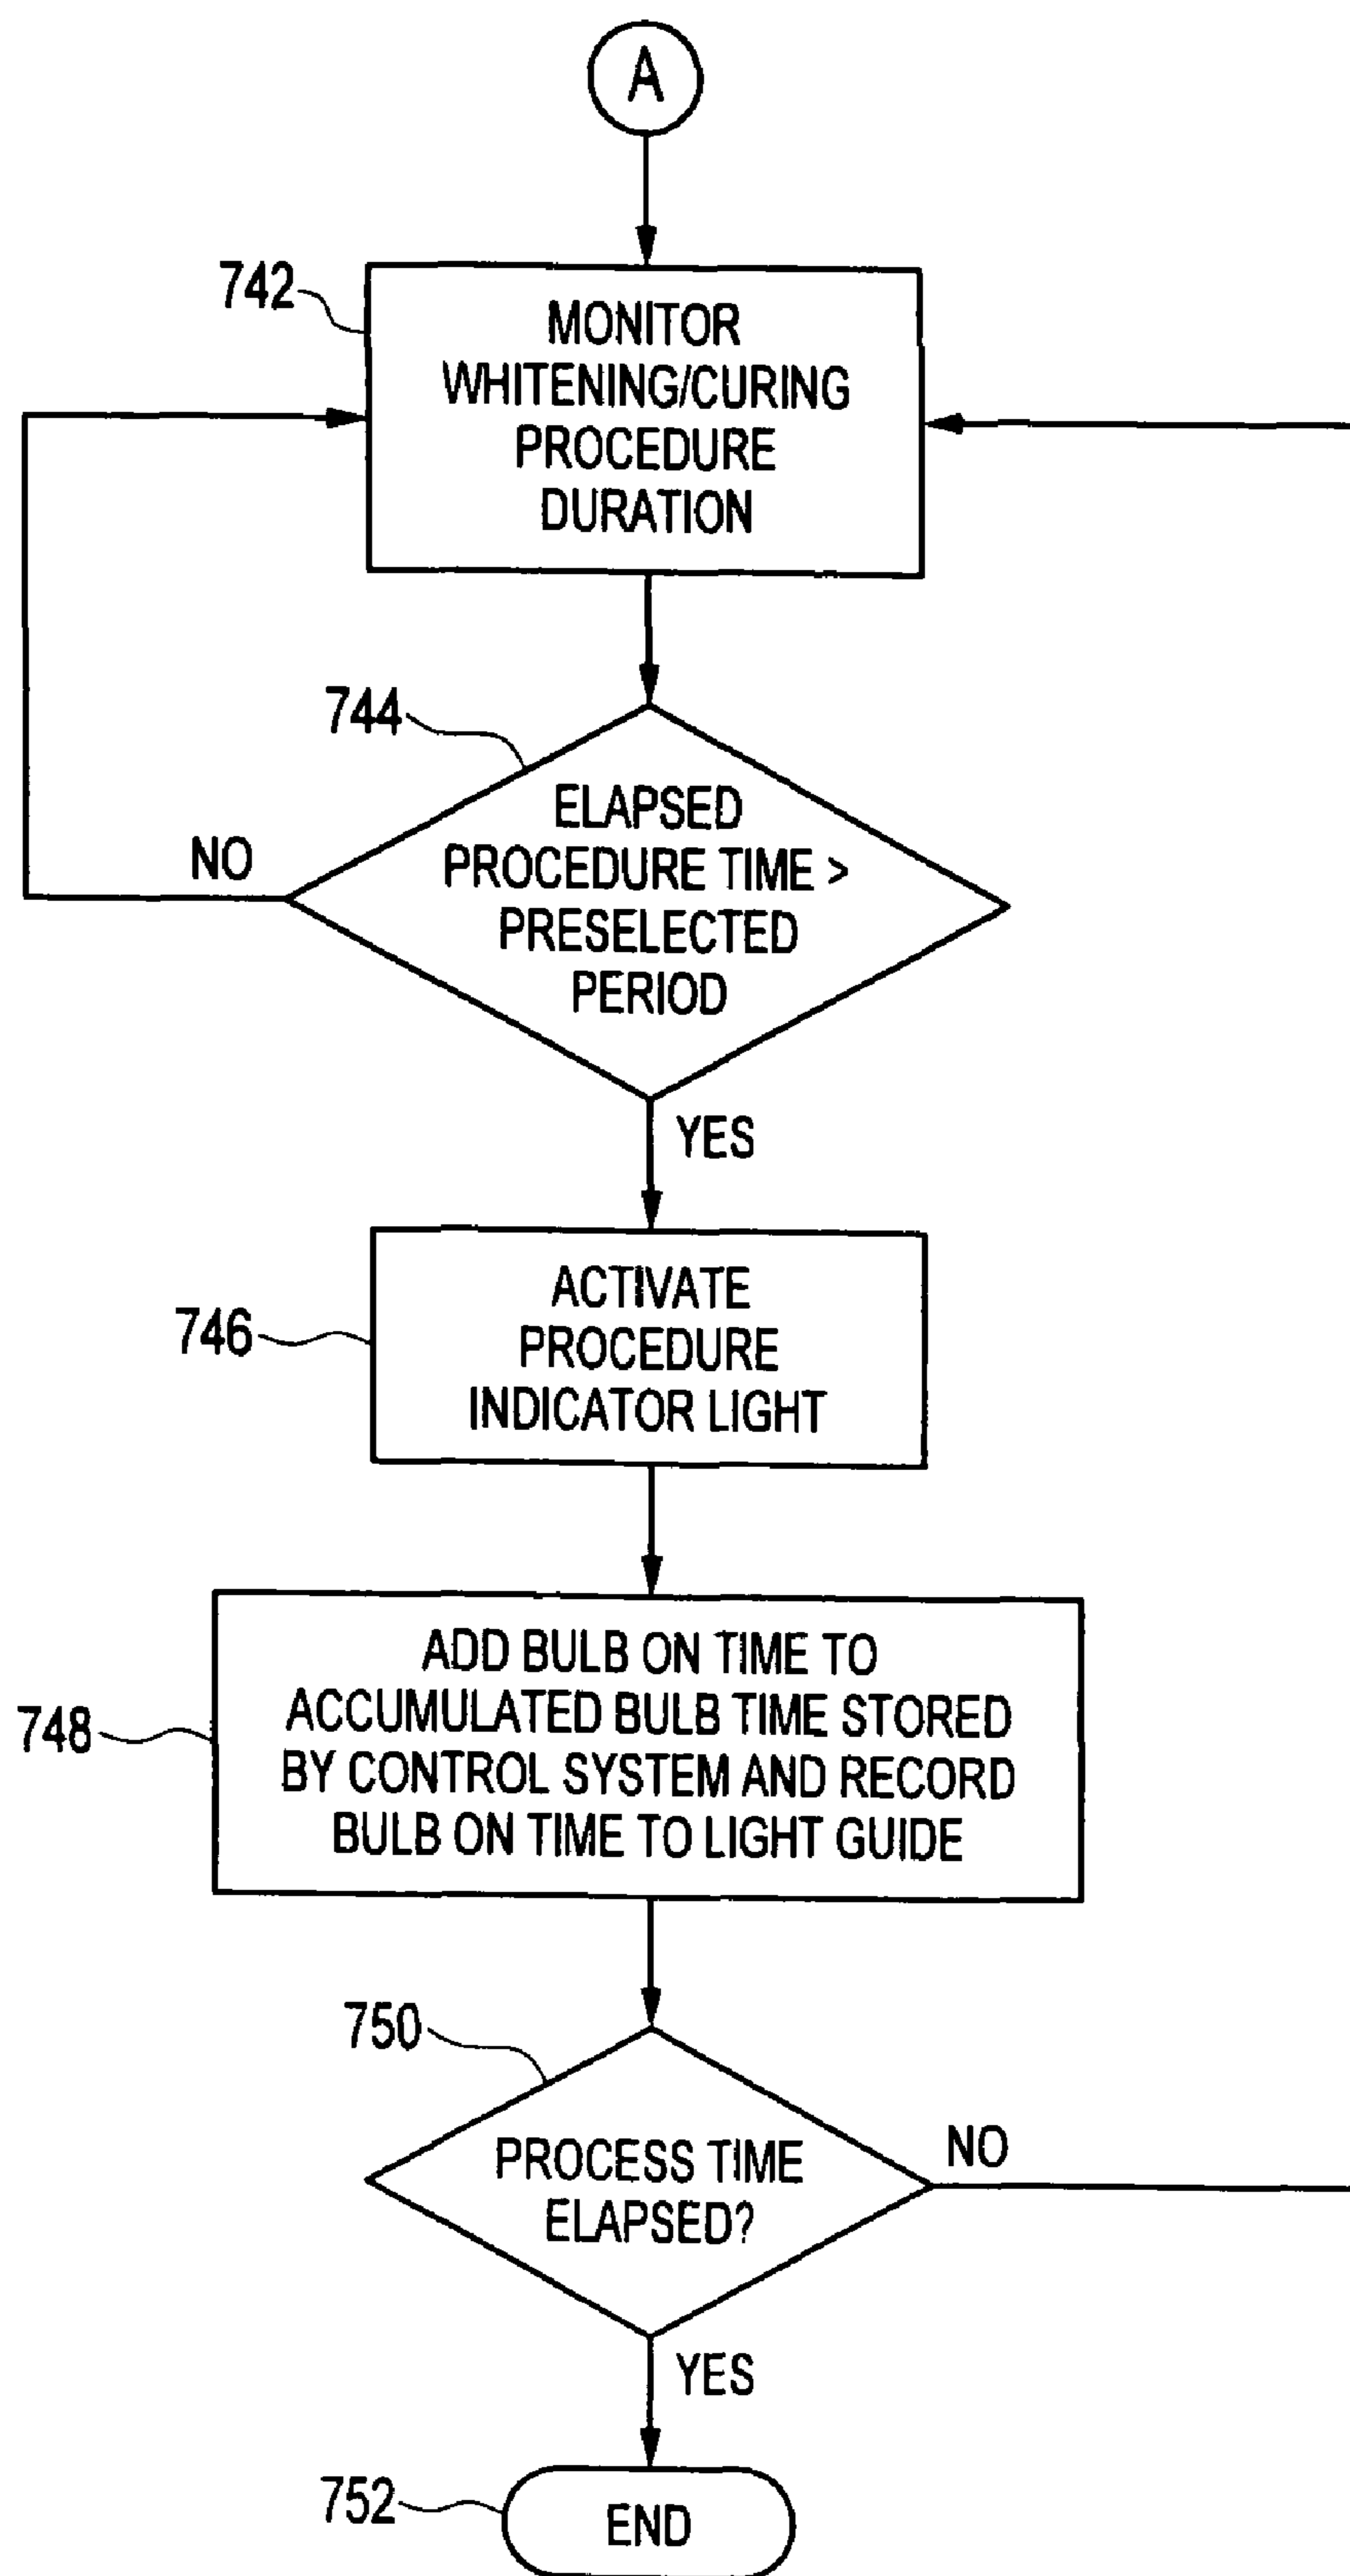 A
742
MONITOR
WHITENING/CURING
PROCEDURE
DURATION
744
ELAPSED
PROCEDURE TIME >
PRESELECTED
PERIOD
NO
YES
746
ACTIVATE
PROCEDURE
INDICATOR LIGHT
748
ADD BULB ON TIME TO
ACCUMULATED BULB TIME STORED
BY CONTROL SYSTEM AND RECORD
BULB ON TIME TO LIGHT GUIDE
750
PROCESS TIME
ELAPSED?
NO
YES
752
END